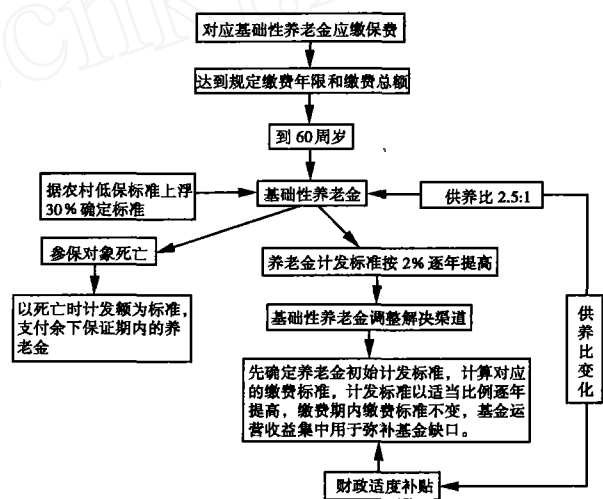 对应基础性养老金应缴保费
达到规定缴费年限和缴费总额
到60周岁
据农村低保标准上浮
30%确定标准
基础性养老金
供养比2.5:1
参保对象死亡
养老金计发标准按2%逐年提高
以死亡时计发额为标准,
支付余下保证期内的养
老金
基础性养老金调整解决渠道
供
养
比
变
化
先确定养老金初始计发标准，计算对应
的缴费标准，计发标准以适当比例逐年
提高，缴费期内缴费标准不变，基金运
营收益集中用于弥补基金缺口。
财政适度补贴